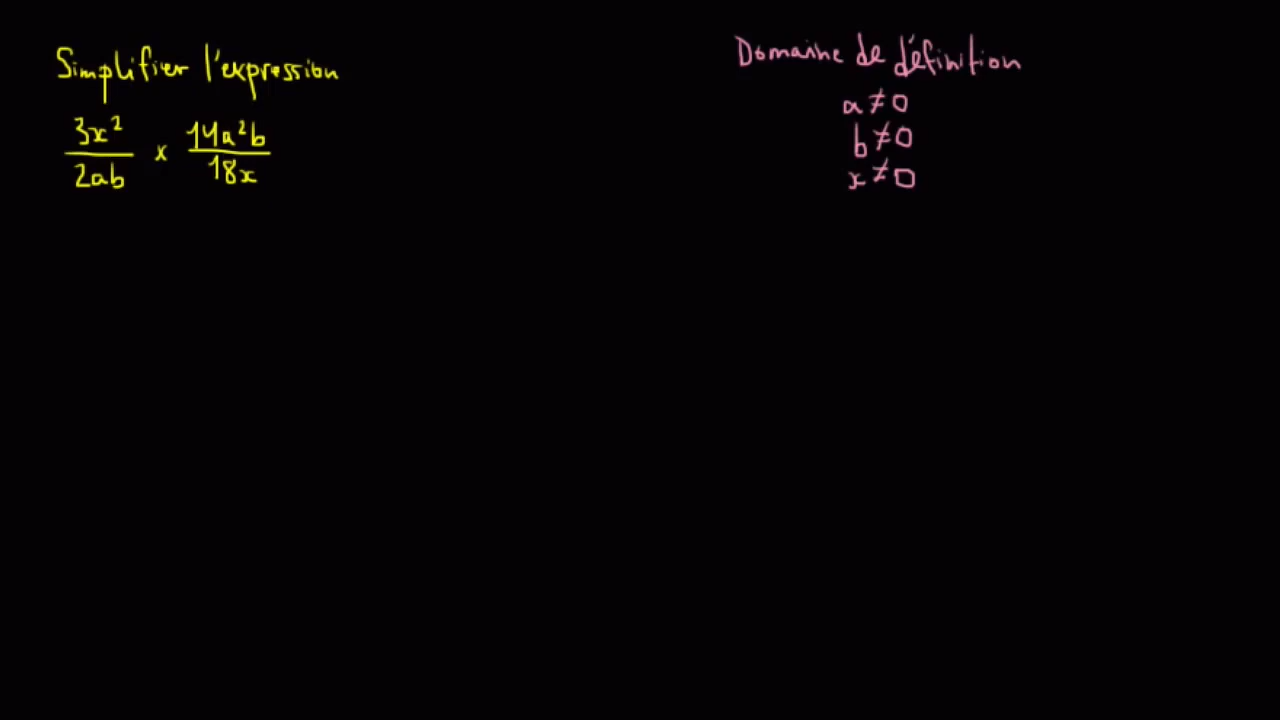 Simplifier l'expression
3x²/2ab x 14a²b/18x
Domaine de définition
a ≠ 0
b ≠ 0
x ≠ 0